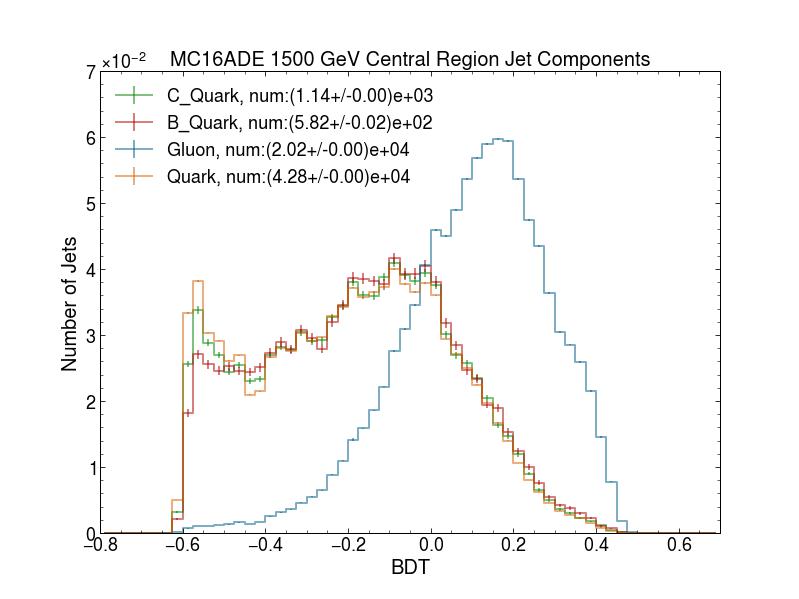 ×10⁻² MC16ADE 1500 GeV Central Region Jet Components
C_Quark, num:(1.14+/-0.00)e+03
B_Quark, num:(5.82+/-0.02)e+02
Gluon, num:(2.02+/-0.00)e+04
Quark, num:(4.28+/-0.00)e+04
Number of Jets
7
6
5
4
3
2
1
0
−0.8 −0.6 −0.4 −0.2 0.0 0.2 0.4 0.6
BDT